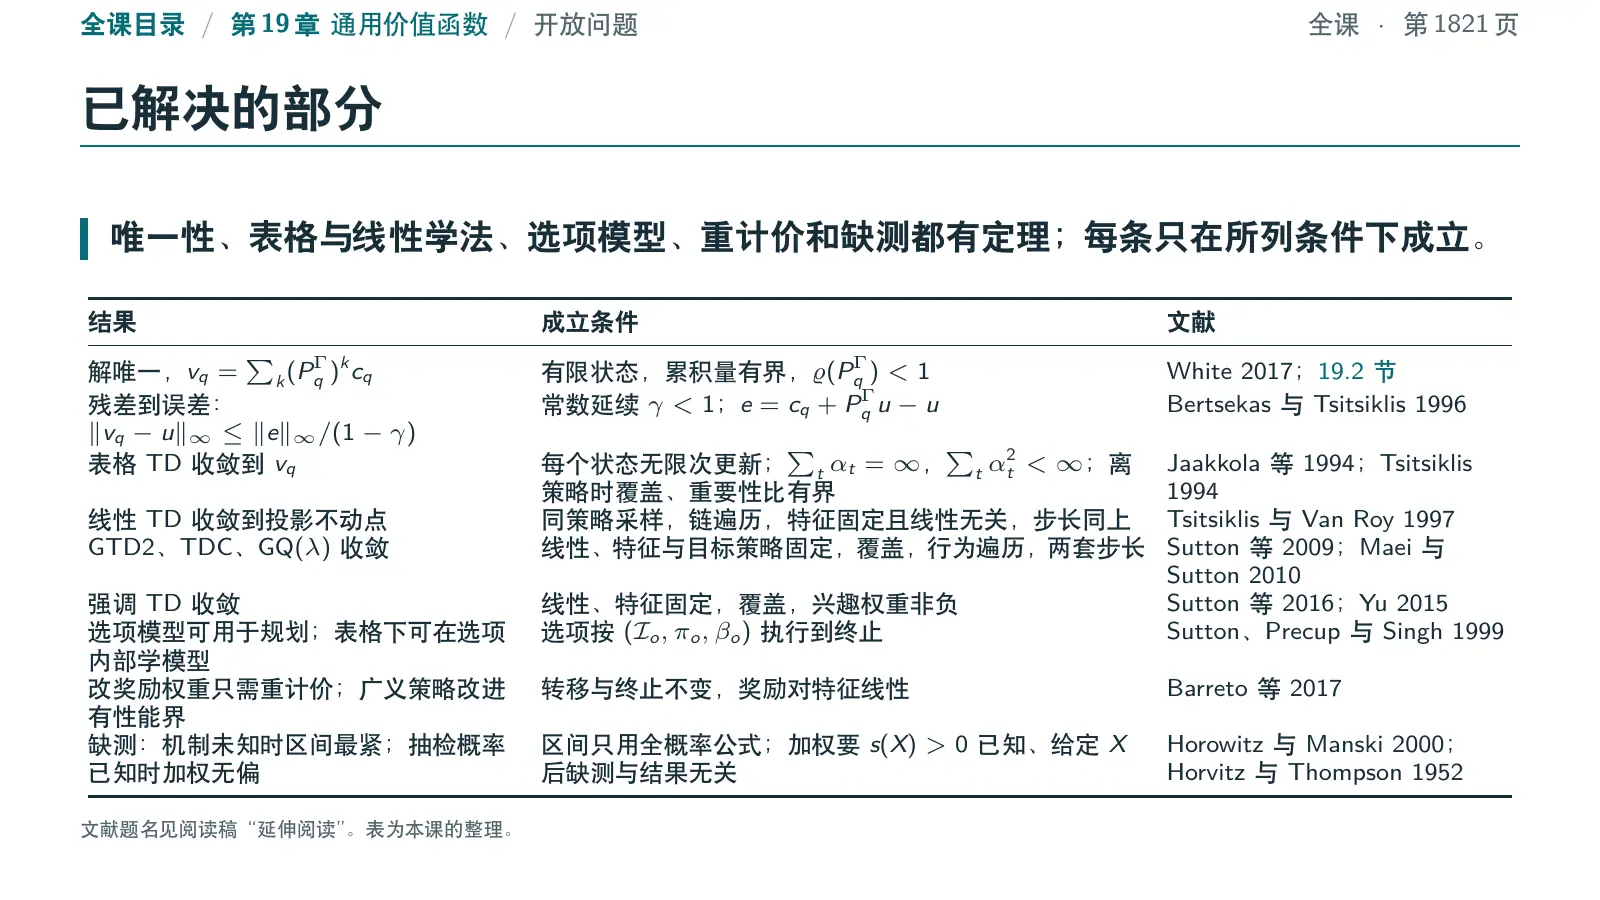 全课目录 / 第 19 章 通用价值函数 / 开放问题
全课 · 第 1821 页
已解决的部分
唯一性、表格与线性学法、选项模型、重计价和缺测都有定理；每条只在所列条件下成立。
结果 成立条件 文献
解唯一，$v_q = \sum_k (P_q^\Gamma)^k c_q$ 有限状态，累积量有界，$\varrho(P_q^\Gamma) < 1$ White 2017；19.2 节
残差到误差： 常数延续 $\gamma < 1$；$e = c_q + P_q^\Gamma u - u$ Bertsekas 与 Tsitsiklis 1996
$\|v_q - u\|_\infty \le \|e\|_\infty/(1 - \gamma)$
表格 TD 收敛到 $v_q$ 每个状态无限次更新；$\sum_t \alpha_t = \infty$，$\sum_t \alpha_t^2 < \infty$；离 Jaakkola 等 1994；Tsitsiklis
策略时覆盖、重要性比有界 1994
线性 TD 收敛到投影不动点 同策略采样，链遍历，特征固定且线性无关，步长同上 Tsitsiklis 与 Van Roy 1997
GTD2、TDC、GQ(λ) 收敛 线性、特征与目标策略固定，覆盖，行为遍历，两套步长 Sutton 等 2009；Maei 与
Sutton 2010
强调 TD 收敛 线性、特征固定，覆盖，兴趣权重非负 Sutton 等 2016；Yu 2015
选项模型可用于规划；表格下可在选项 选项按 $(\mathcal{I}_o, \pi_o, \beta_o)$ 执行到终止 Sutton、Precup 与 Singh 1999
内部学模型
改奖励权重只需重计价；广义策略改进 转移与终止不变，奖励对特征线性 Barreto 等 2017
有性能界
缺测：机制未知时区间最紧；抽检概率 区间只用全概率公式；加权要 $s(X) > 0$ 已知、给定 $X$ Horowitz 与 Manski 2000；
已知时加权无偏 后缺测与结果无关 Horvitz 与 Thompson 1952
文献题名见阅读稿 “延伸阅读”。表为本课的整理。